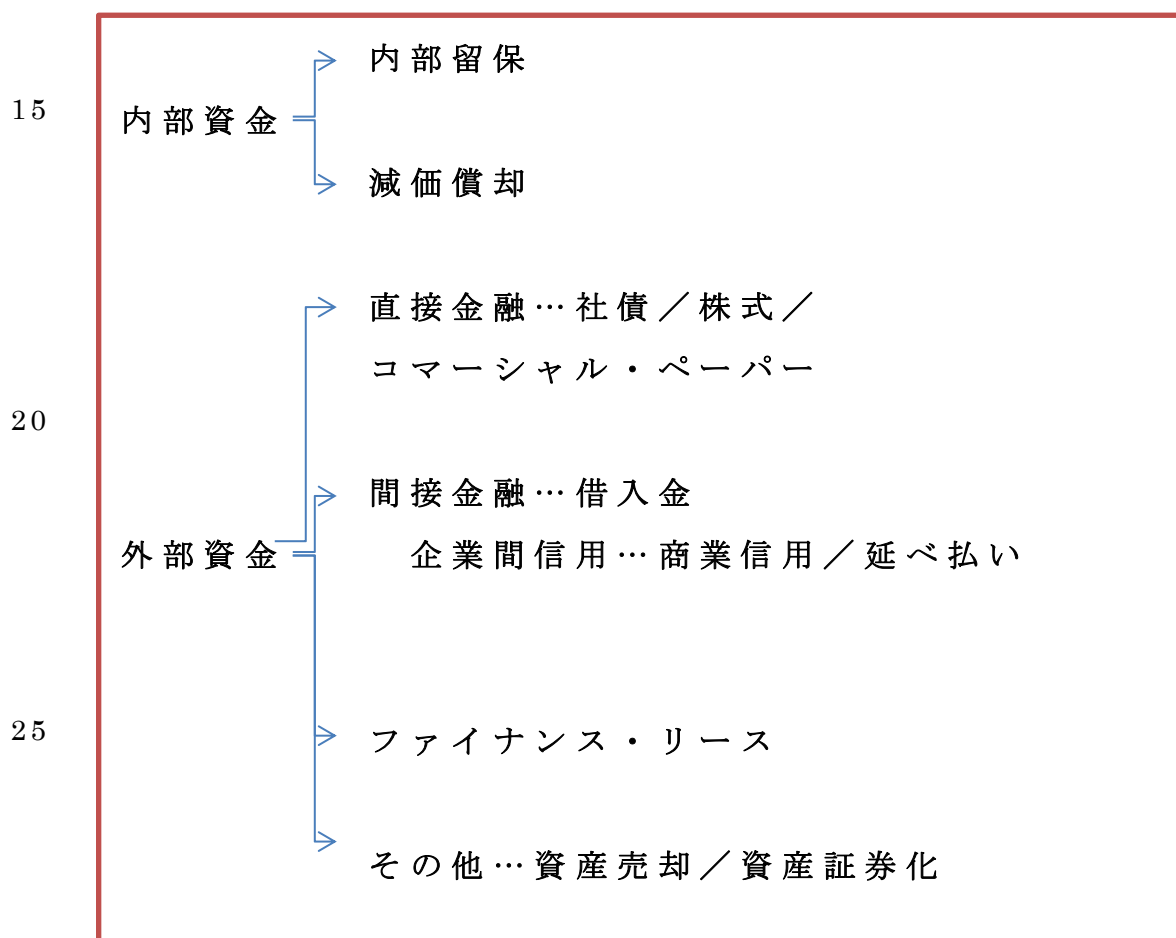 内部留保
15
内部資金
減価償却
直接金融…社債／株式／
コマーシャル・ペーパー
20
間接金融…借入金
外部資金
企業間信用…商業信用／延べ払い
25
ファイナンス・リース
その他…資産売却／資産証券化